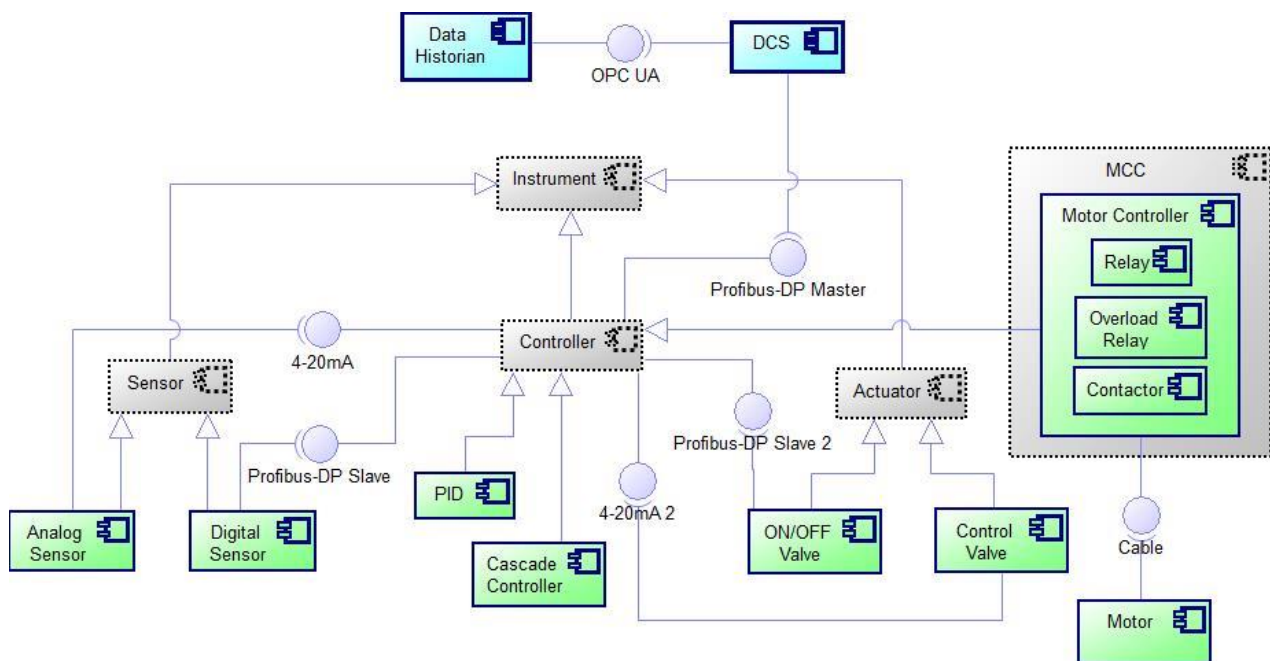 Data
Historian
OPC UA
DCS
Instrument
MCC
Motor Controller
Relay
Overload
Relay
Contactor
Profibus-DP Master
Controller
4-20mA
Sensor
Actuator
Profibus-DP Slave 2
Profibus-DP Slave
PID
4-20mA 2
Analog
Sensor
Digital
Sensor
Cascade
Controller
ON/OFF
Valve
Control
Valve
Cable
Motor